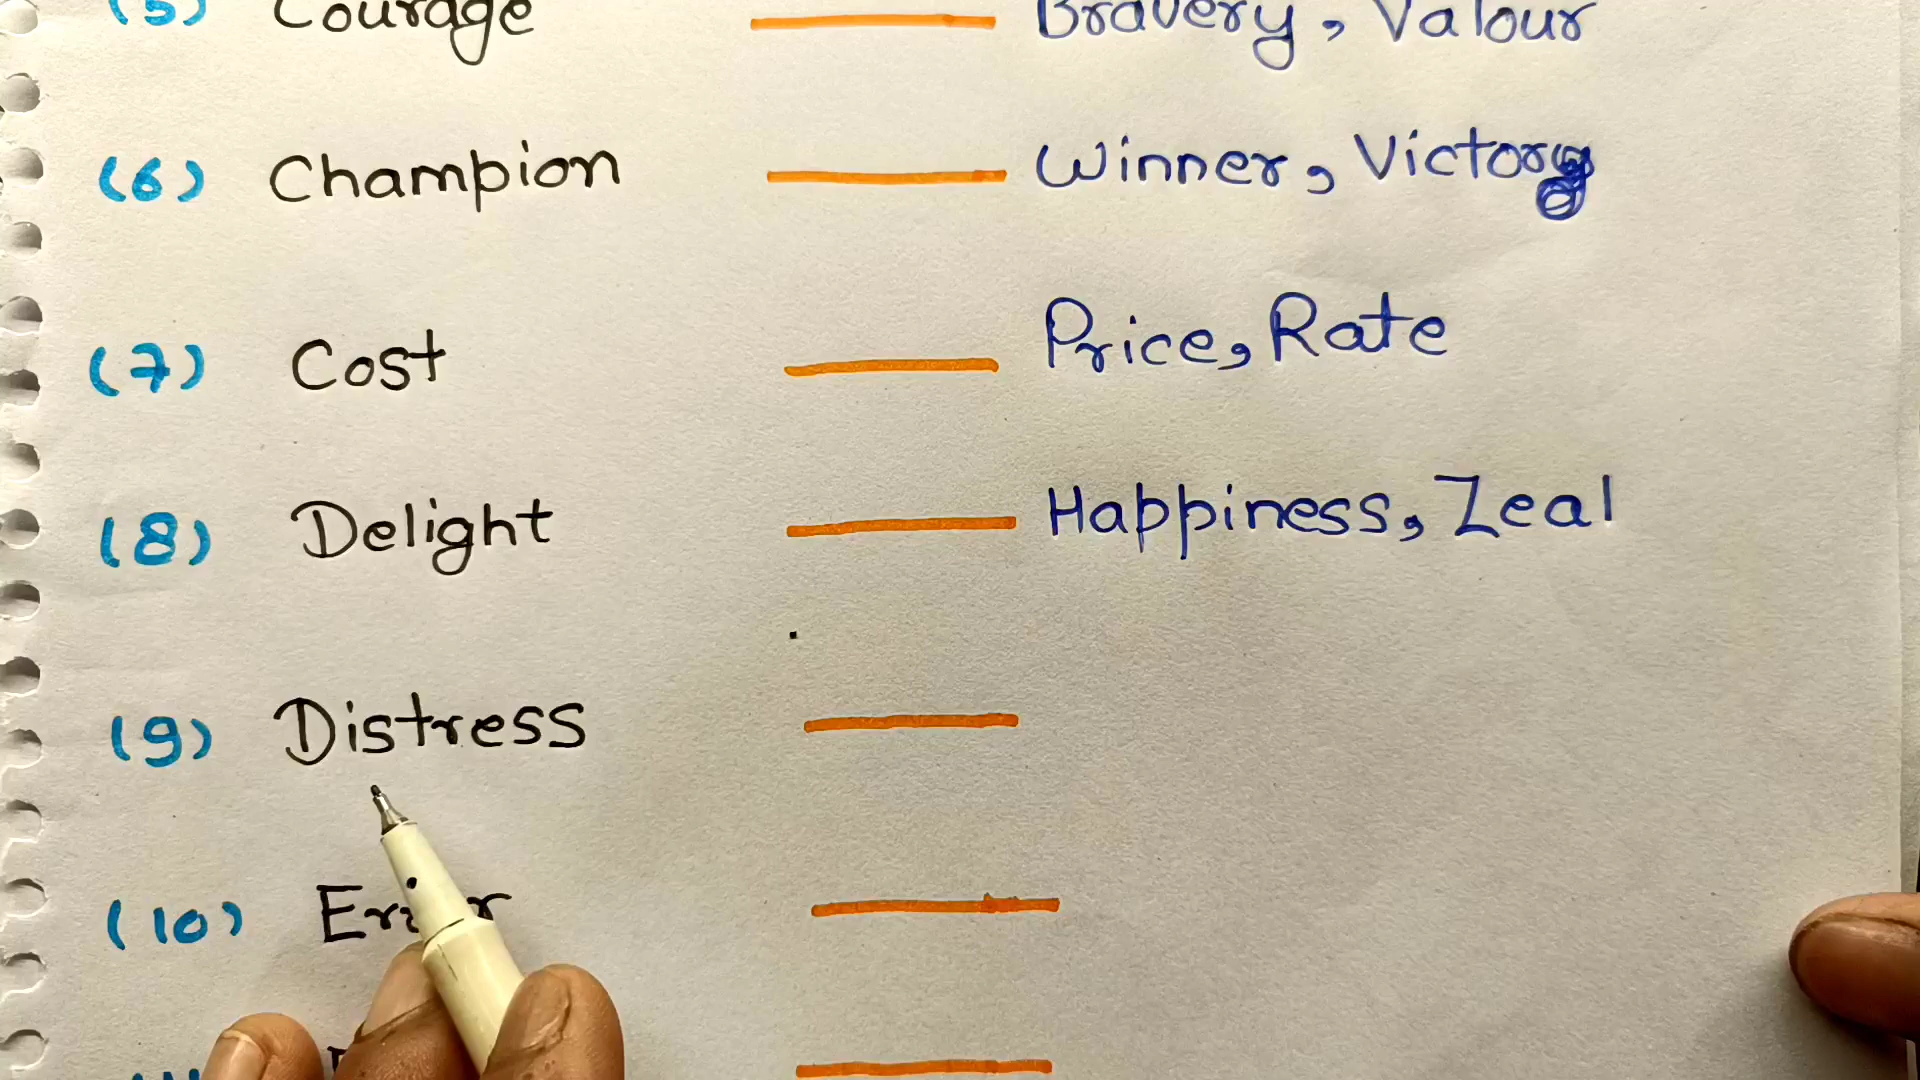 (5) Courage Bravery, Valour
(6) Champion Winner, Victory
(7) Cost Price, Rate
(8) Delight Happiness, Zeal
(9) Distress
(10)